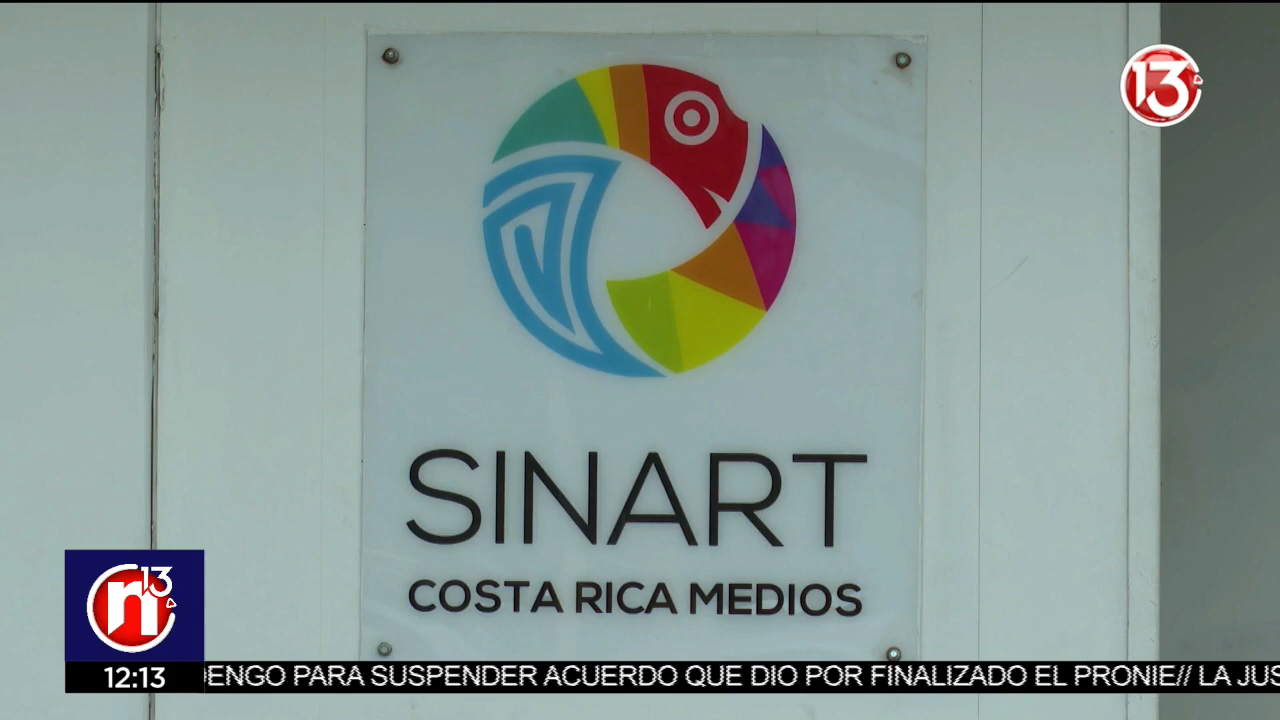 13
SINART
COSTA RICA MEDIOS
n13
12:13
DENGO PARA SUSPENDER ACUERDO QUE DIO POR FINALIZADO EL PRONIE// LA JUS